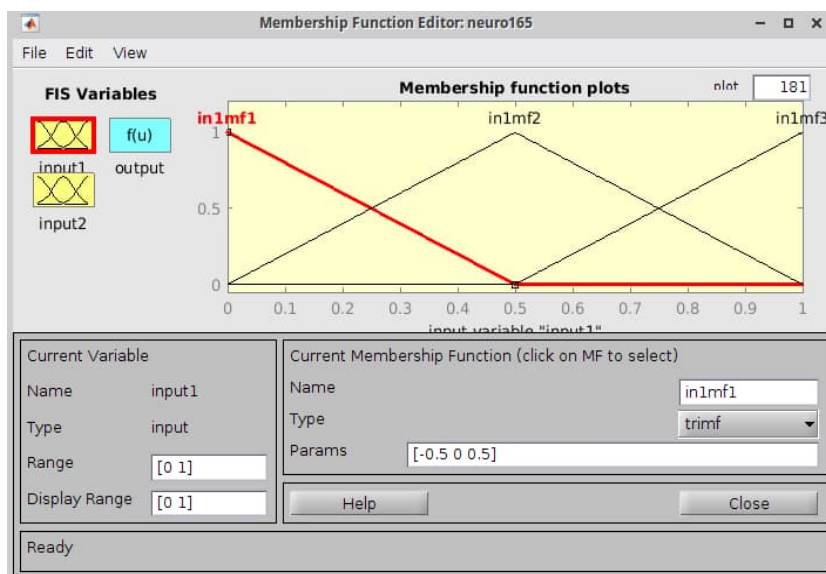 Membership Function Editor: neuro165
File Edit View
FIS Variables
f(u)
input1 output
input2
Membership function plots
plot 181
in1mf1 in1mf2 in1mf3
1
0.5
0
0 0.1 0.2 0.3 0.4 0.5 0.6 0.7 0.8 0.9 1
input variable "input1"
Current Variable
Name input1
Type input
Range [0 1]
Display Range [0 1]
Current Membership Function (click on MF to select)
Name in1mf1
Type trimf
Params [-0.5 0 0.5]
Help Close
Ready